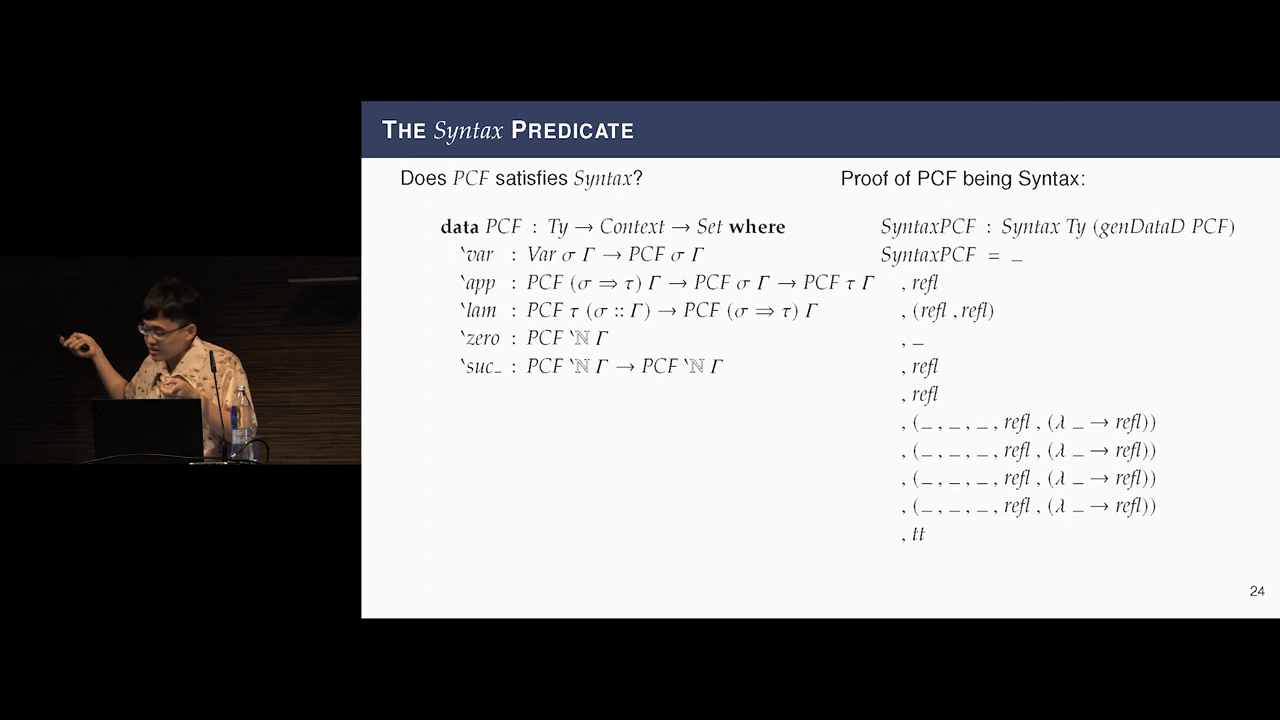 THE Syntax PREDICATE
Does PCF satisfies Syntax?
data PCF : Ty → Context → Set where
‵var : Var σ Γ → PCF σ Γ
‵app : PCF (σ ⇒ τ) Γ → PCF σ Γ → PCF τ Γ
‵lam : PCF τ (σ :: Γ) → PCF (σ ⇒ τ) Γ
‵zero : PCF ‵ℕ Γ
‵suc_ : PCF ‵ℕ Γ → PCF ‵ℕ Γ
Proof of PCF being Syntax:
SyntaxPCF : Syntax Ty (genDataD PCF)
SyntaxPCF = _
, refl
, (refl , refl)
, _
, refl
, refl
, (_ , _ , _ , refl , (λ _ → refl))
, (_ , _ , _ , refl , (λ _ → refl))
, (_ , _ , _ , refl , (λ _ → refl))
, (_ , _ , _ , refl , (λ _ → refl))
, tt
24